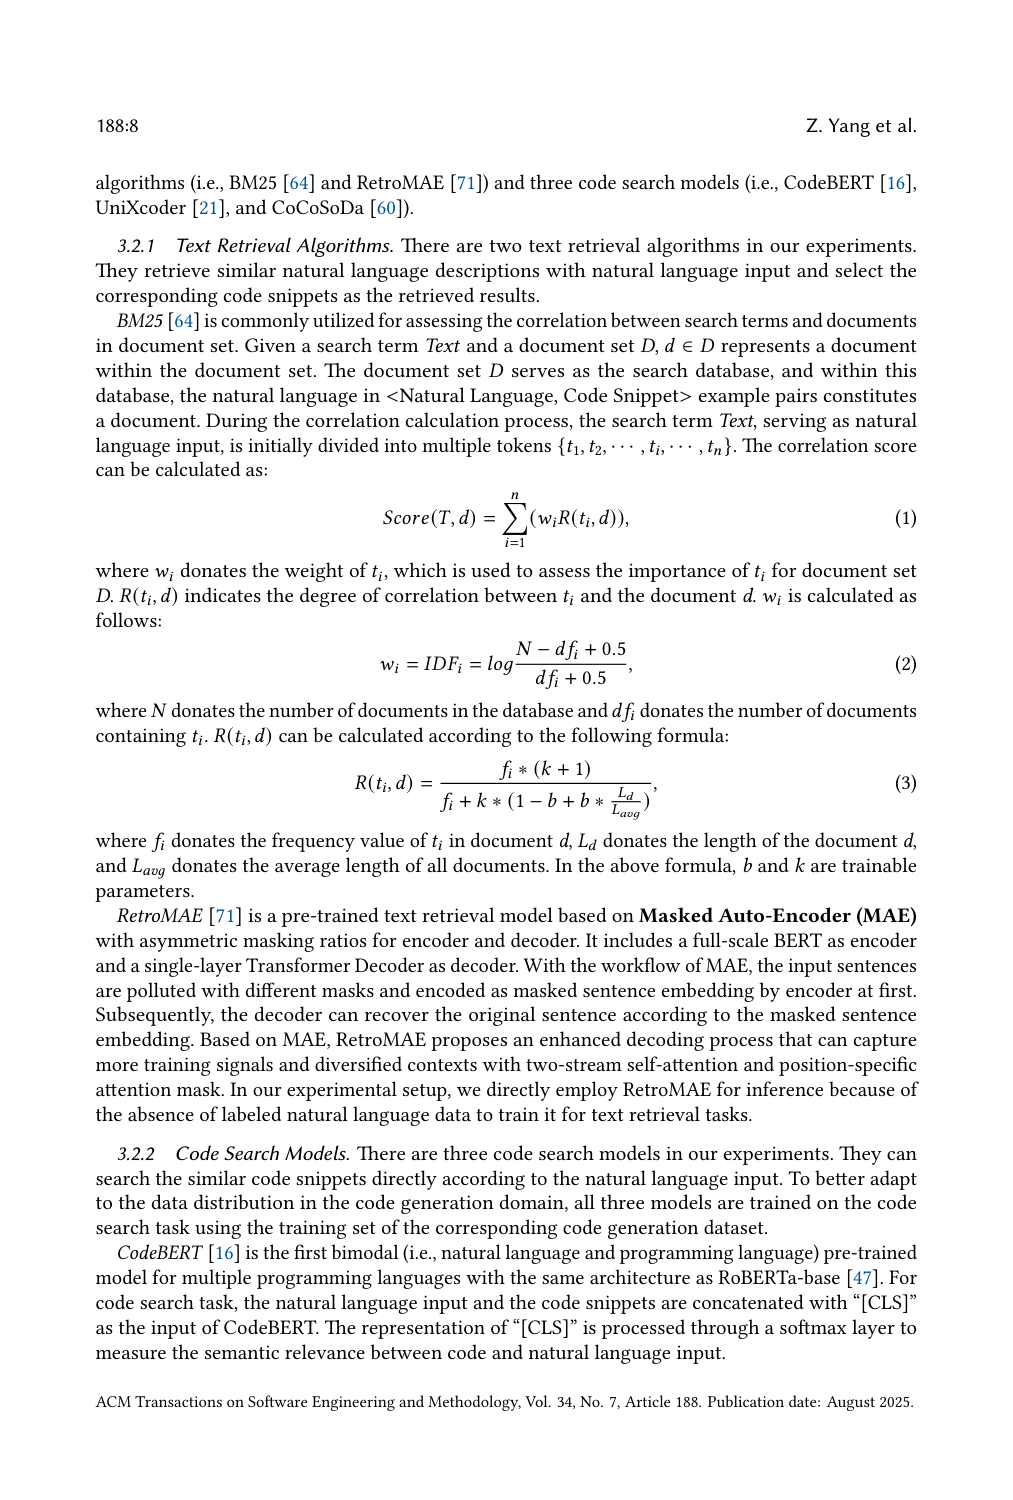 188:8 Z. Yang et al.
algorithms (i.e., BM25 [64] and RetroMAE [71]) and three code search models (i.e., CodeBERT [16],
UniXcoder [21], and CoCoSoDa [60]).
3.2.1 Text Retrieval Algorithms. There are two text retrieval algorithms in our experiments.
They retrieve similar natural language descriptions with natural language input and select the
corresponding code snippets as the retrieved results.
BM25 [64] is commonly utilized for assessing the correlation between search terms and documents
in document set. Given a search term Text and a document set D, d ∈ D represents a document
within the document set. The document set D serves as the search database, and within this
database, the natural language in <Natural Language, Code Snippet> example pairs constitutes
a document. During the correlation calculation process, the search term Text, serving as natural
language input, is initially divided into multiple tokens {t1, t2, · · · , ti, · · · , tn}. The correlation score
can be calculated as:
Score(T, d) = ∑_{i=1}^{n} (wiR(ti, d)), (1)
where wi donates the weight of ti, which is used to assess the importance of ti for document set
D. R(ti, d) indicates the degree of correlation between ti and the document d. wi is calculated as
follows:
wi = IDFi = log \frac{N − dfi + 0.5}{dfi + 0.5}, (2)
where N donates the number of documents in the database and dfi donates the number of documents
containing ti. R(ti, d) can be calculated according to the following formula:
R(ti, d) = \frac{fi ∗ (k + 1)}{fi + k ∗ (1 − b + b ∗ \frac{Ld}{Lavg})}, (3)
where fi donates the frequency value of ti in document d, Ld donates the length of the document d,
and Lavg donates the average length of all documents. In the above formula, b and k are trainable
parameters.
RetroMAE [71] is a pre-trained text retrieval model based on Masked Auto-Encoder (MAE)
with asymmetric masking ratios for encoder and decoder. It includes a full-scale BERT as encoder
and a single-layer Transformer Decoder as decoder. With the workflow of MAE, the input sentences
are polluted with different masks and encoded as masked sentence embedding by encoder at first.
Subsequently, the decoder can recover the original sentence according to the masked sentence
embedding. Based on MAE, RetroMAE proposes an enhanced decoding process that can capture
more training signals and diversified contexts with two-stream self-attention and position-specific
attention mask. In our experimental setup, we directly employ RetroMAE for inference because of
the absence of labeled natural language data to train it for text retrieval tasks.
3.2.2 Code Search Models. There are three code search models in our experiments. They can
search the similar code snippets directly according to the natural language input. To better adapt
to the data distribution in the code generation domain, all three models are trained on the code
search task using the training set of the corresponding code generation dataset.
CodeBERT [16] is the first bimodal (i.e., natural language and programming language) pre-trained
model for multiple programming languages with the same architecture as RoBERTa-base [47]. For
code search task, the natural language input and the code snippets are concatenated with “[CLS]”
as the input of CodeBERT. The representation of “[CLS]” is processed through a softmax layer to
measure the semantic relevance between code and natural language input.
ACM Transactions on Software Engineering and Methodology, Vol. 34, No. 7, Article 188. Publication date: August 2025.